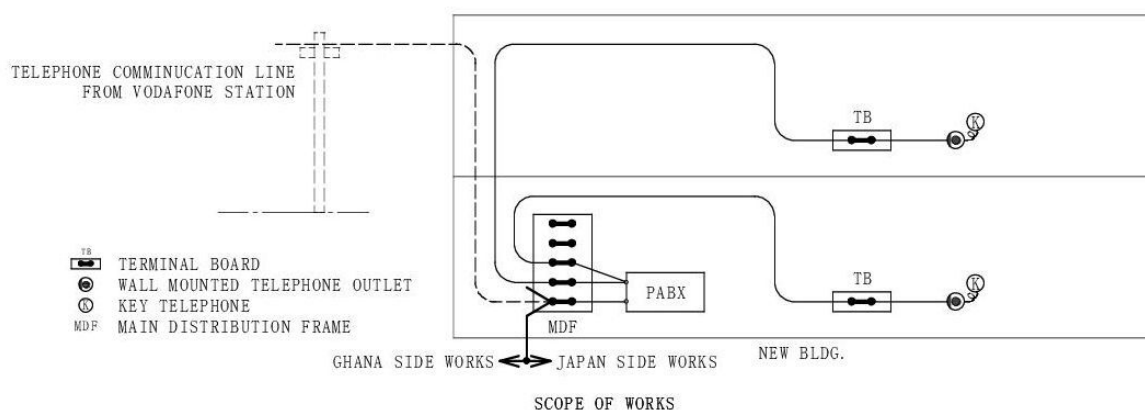 TELEPHONE COMMINUCATION LINE
FROM VODAFONE STATION
TB
K
TB
TERMINAL BOARD
WALL MOUNTED TELEPHONE OUTLET
K
KEY TELEPHONE
MDF
MAIN DISTRIBUTION FRAME
PABX
MDF
TB
K
GHANA SIDE WORKS
JAPAN SIDE WORKS
NEW BLDG.
SCOPE OF WORKS